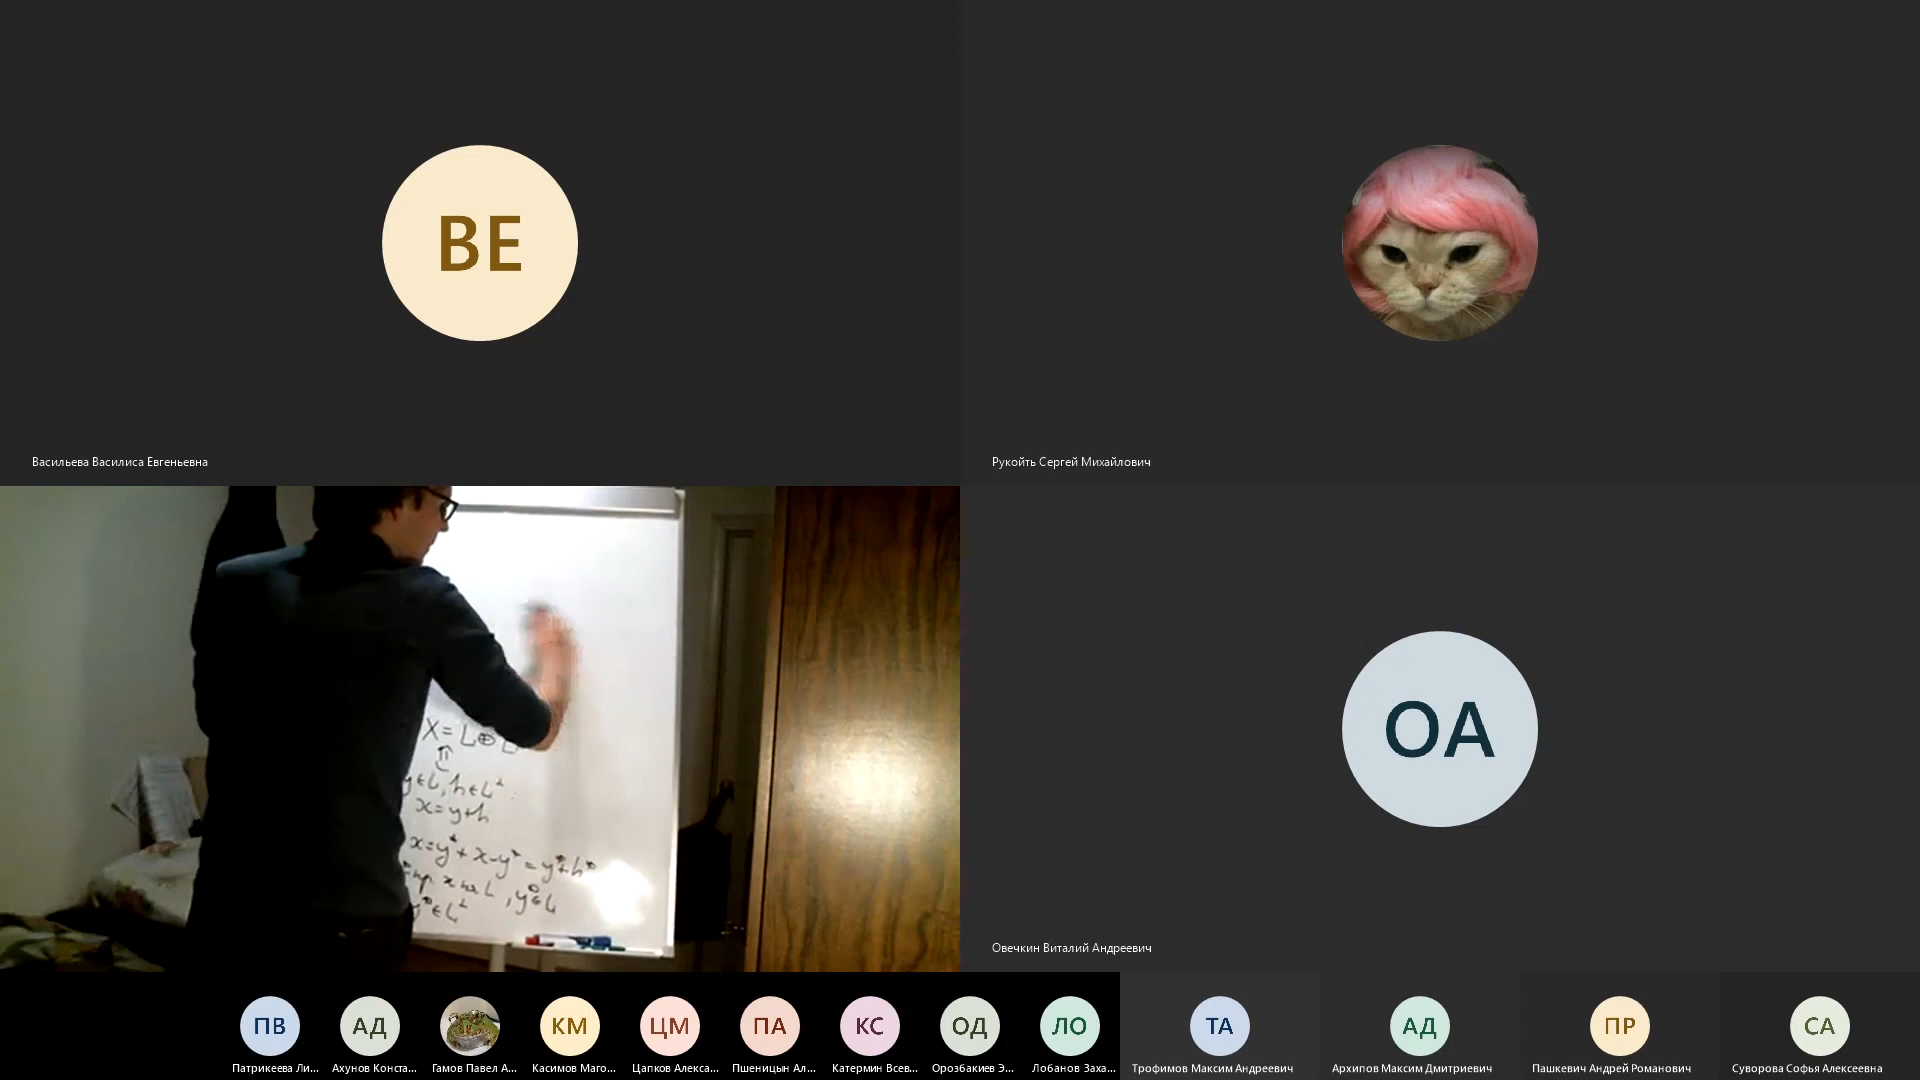 ВЕ
Васильева Василиса Евгеньевна
Рукойть Сергей Михайлович
X = L ⊕ L
y ∈ L, h ∈ L⊥
x = y + h
x = y* + x - y* = y* + h*
пр. x на L, y* ∈ L
y* ∈ L⊥
ОА
Овечкин Виталий Андреевич
ПВ АД КМ ЦМ ПА КС ОД ЛО ТА АД ПР СА
Патрикеева Ли... Ахунов Конста... Гамов Павел А... Касимов Маго... Цапков Алекса... Пшеницын Ал... Катермин Всев... Орозбакиев Э... Лобанов Заха... Трофимов Максим Андреевич Архипов Максим Дмитриевич Пашкевич Андрей Романович Суворова Софья Алексеевна